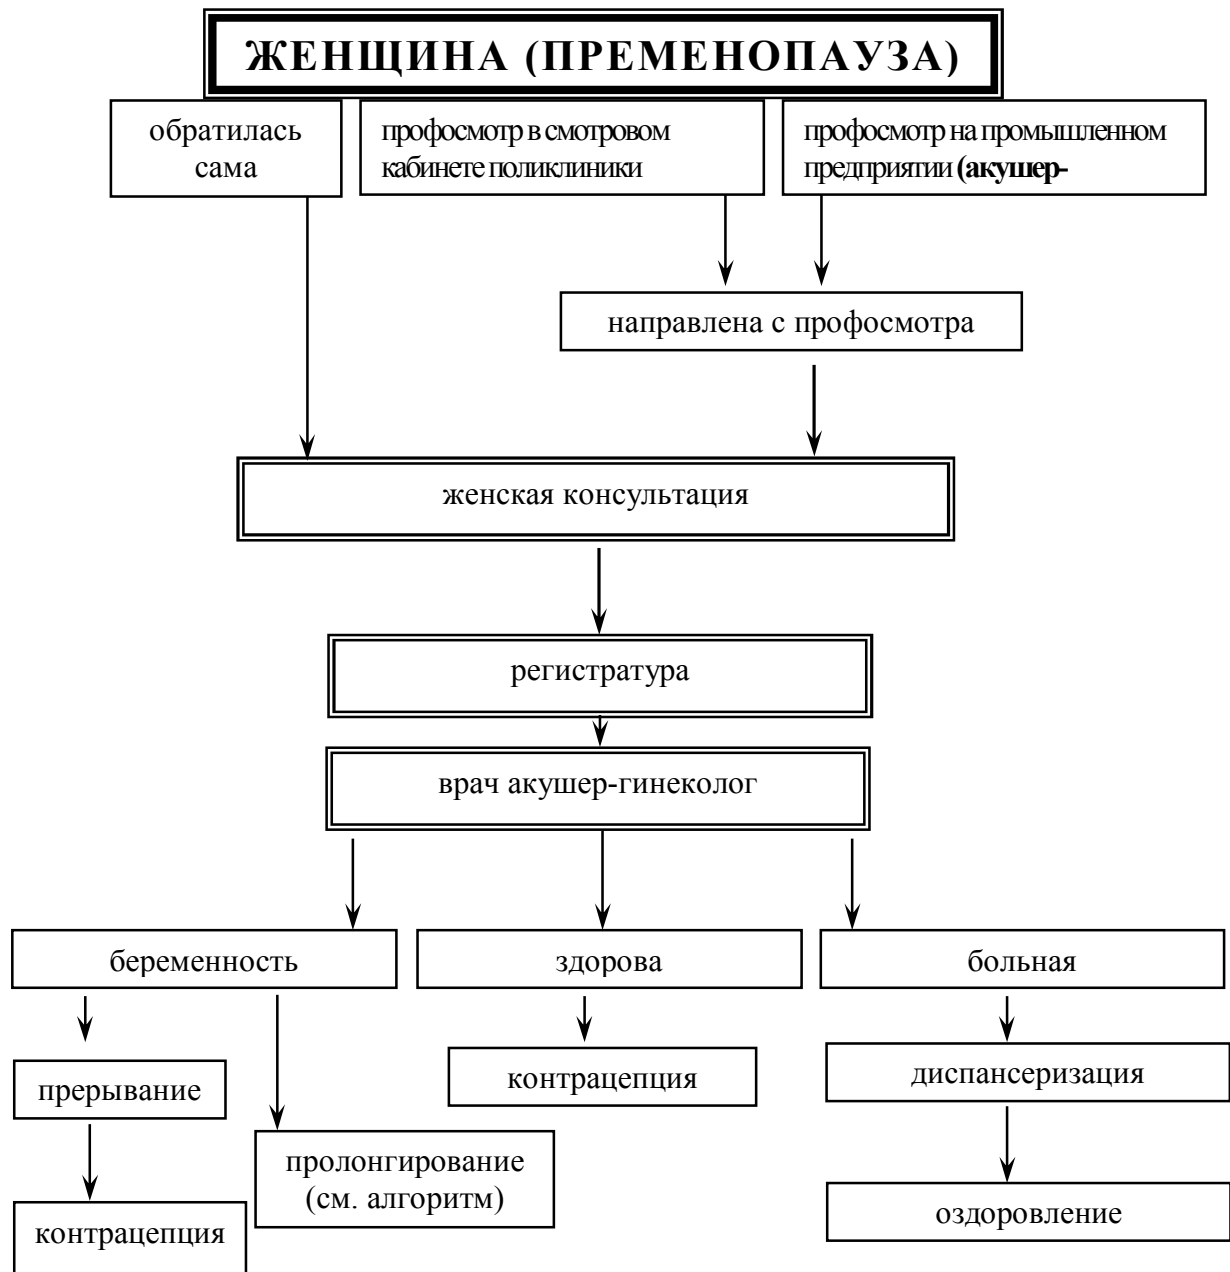 ЖЕНЩИНА (ПРЕМЕНОПАУЗА)
обратилась
сама
профосмотр в смотровом
кабинете поликлиники
профосмотр на промышленном
предприятии (акушер-
направлена с профосмотра
женская консультация
регистратура
врач акушер-гинеколог
беременность
здорова
больная
прерывание
контрацепция
диспансеризация
пролонгирование
(см. алгоритм)
контрацепция
оздоровление